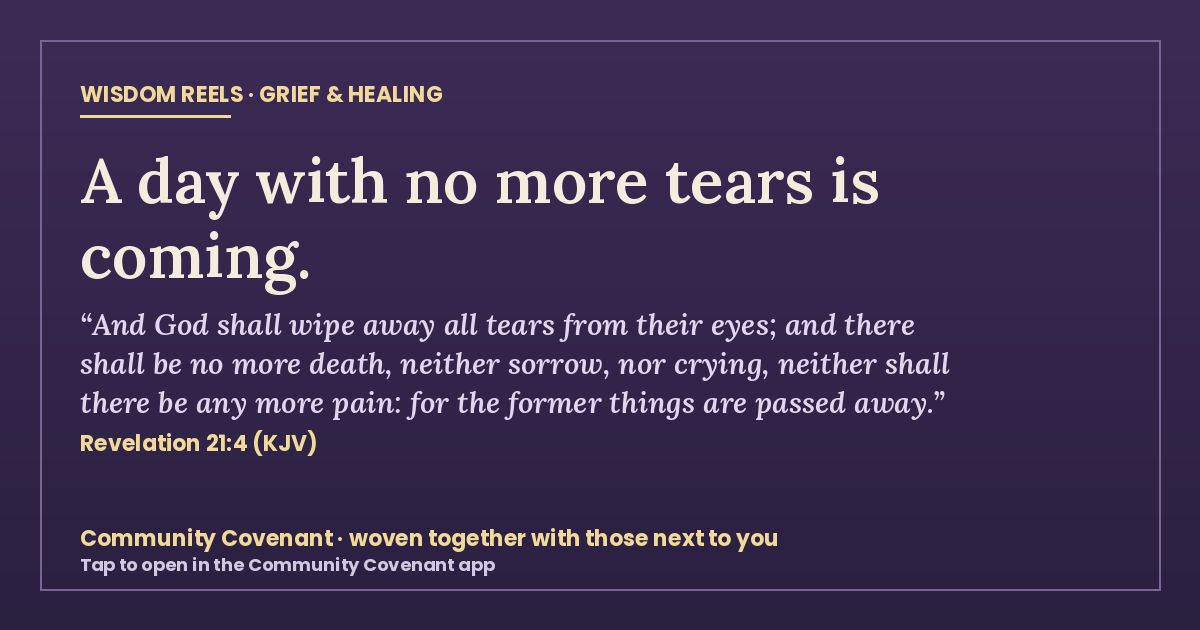 WISDOM REELS · GRIEF & HEALING
A day with no more tears is
coming.
“And God shall wipe away all tears from their eyes; and there
shall be no more death, neither sorrow, nor crying, neither shall
there be any more pain: for the former things are passed away.”
Revelation 21:4 (KJV)
Community Covenant · woven together with those next to you
Tap to open in the Community Covenant app